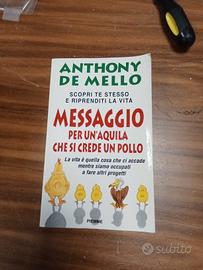 ANTHONY
DE MELLO
SCOPRI TE STESSO
E RIPRENDITI LA VITA
MESSAGGIO
PER UN'AQUILA
CHE SI CREDE UN POLLO
La vita è quella cosa che ci accade
mentre siamo occupati
a fare altri progetti
PIEMME
subito